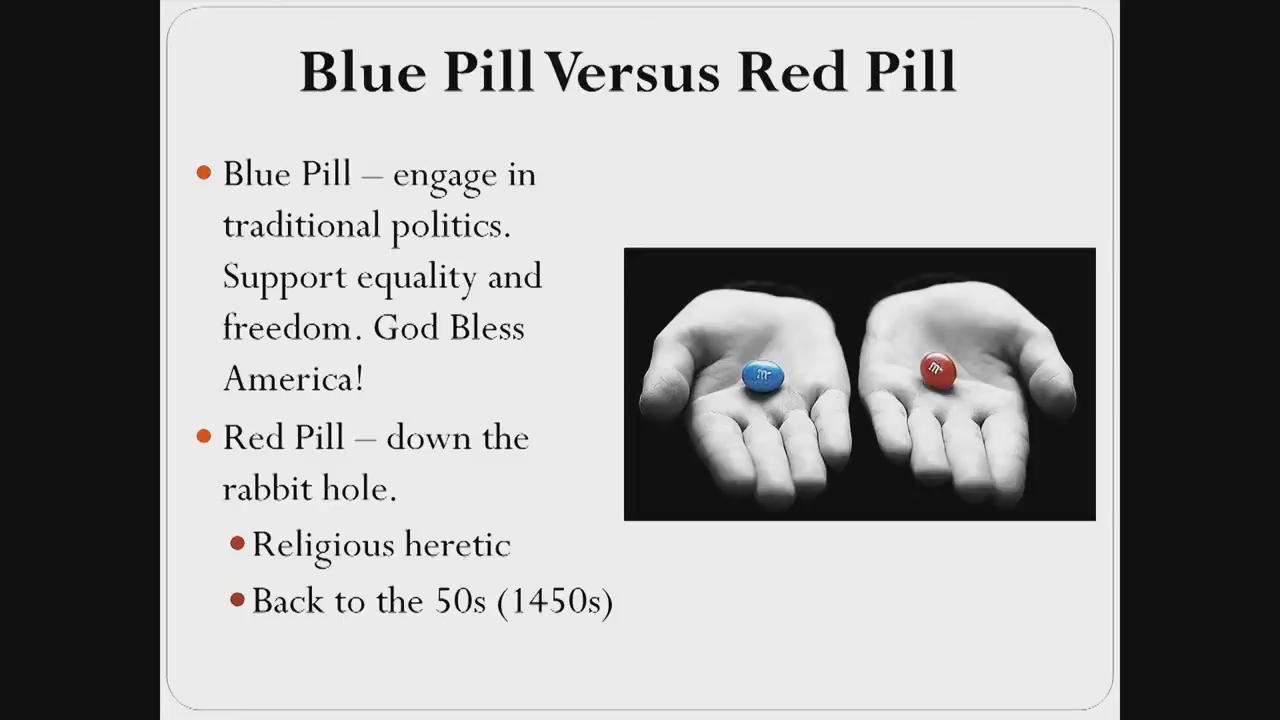 Blue Pill Versus Red Pill
Blue Pill – engage in
traditional politics.
Support equality and
freedom. God Bless
America!
Red Pill – down the
rabbit hole.
Religious heretic
Back to the 50s (1450s)
m
m